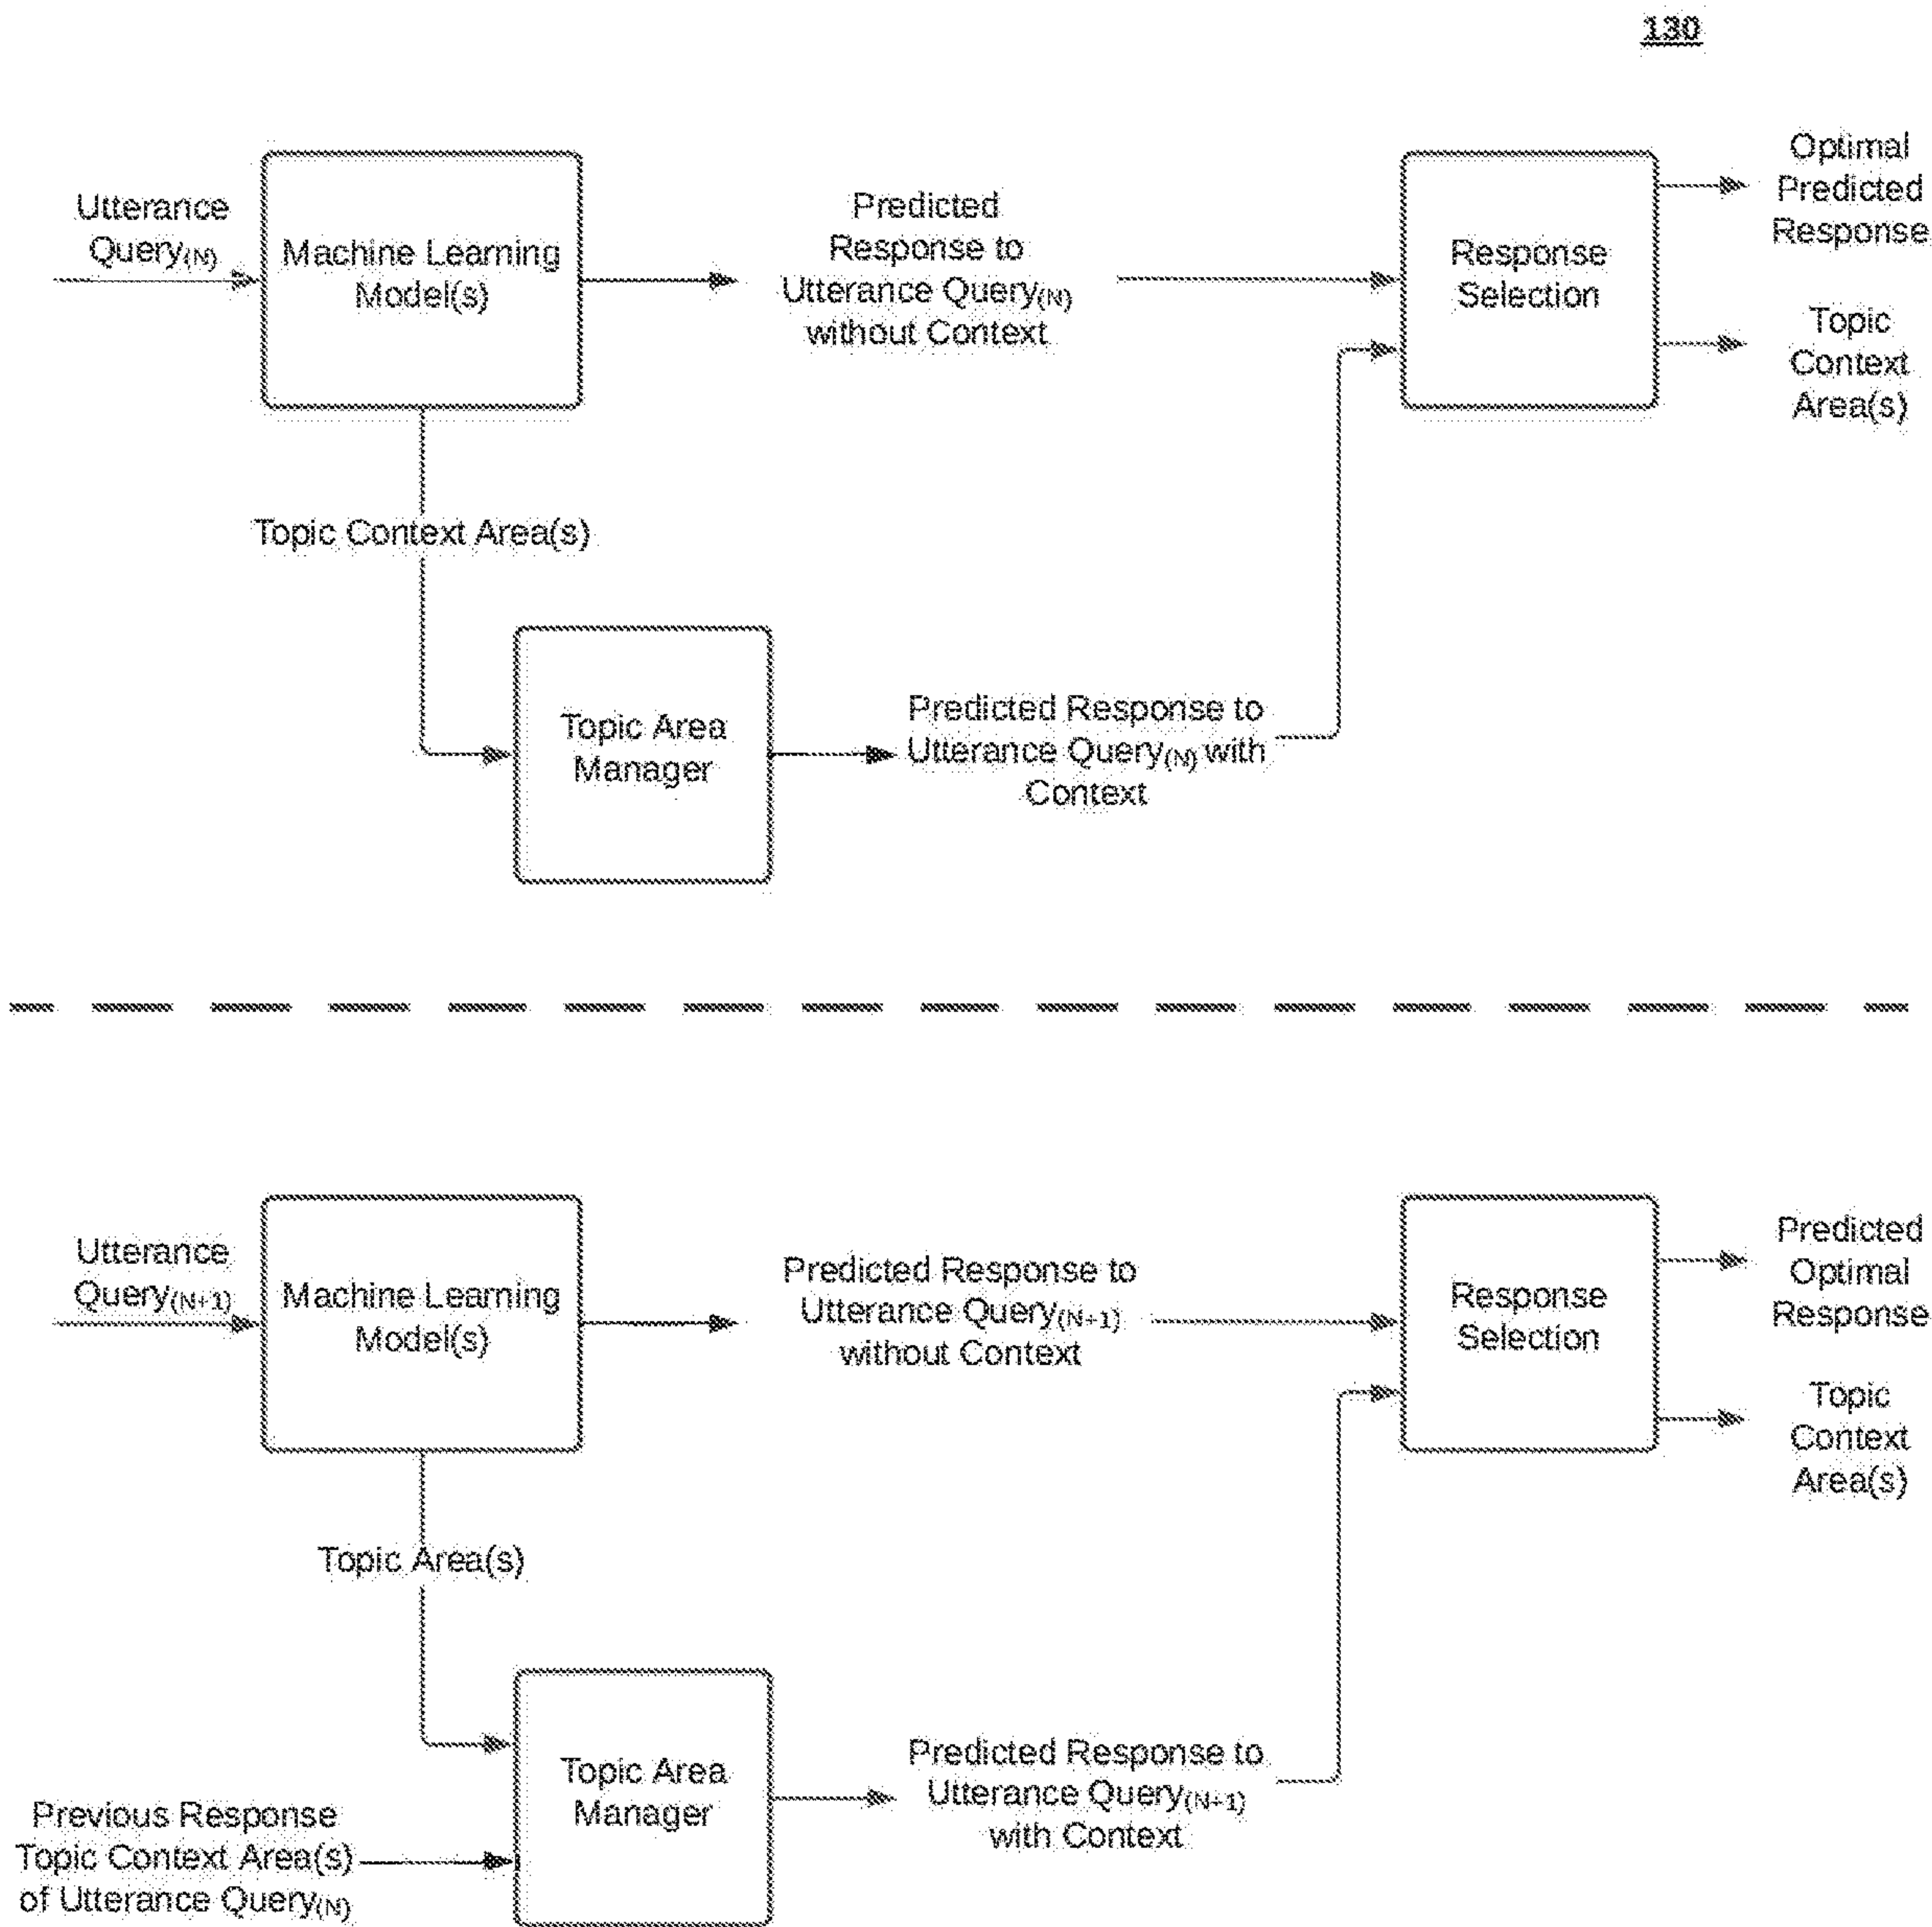 130
Utterance
Query(N)
Machine Learning
Model(s)
Predicted
Response to
Utterance Query(N)
without Context
Response
Selection
Optimal
Predicted
Response
Topic
Context
Area(s)
Topic Context Area(s)
Topic Area
Manager
Predicted Response to
Utterance Query(N) with
Context
Utterance
Query(N+1)
Machine Learning
Model(s)
Predicted Response to
Utterance Query(N+1)
without Context
Response
Selection
Predicted
Optimal
Response
Topic
Context
Area(s)
Topic Area(s)
Previous Response
Topic Context Area(s)
of Utterance Query(N)
Topic Area
Manager
Predicted Response to
Utterance Query(N+1)
with Context